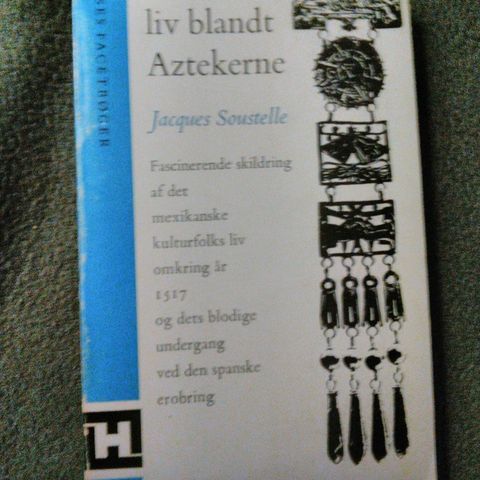 liv blandt
Aztekerne
Jacques Soustelle
Fascinerende skildring
af det
mexikanske
kulturfolks liv
omkring år
1517
og dets blodige
undergang
ved den spanske
erobring
FACETBØGER
H